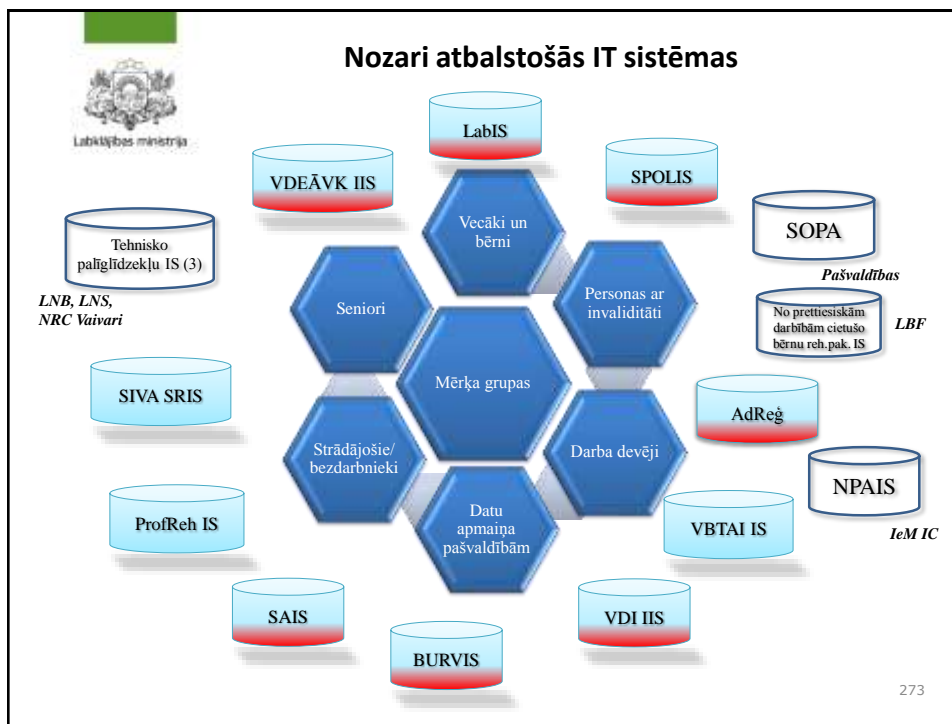 Nozari atbalstošās IT sistēmas
Labklājības ministrija
LabIS
VDEĀVK IIS
SPOLIS
Vecāki un
bērni
SOPA
Pašvaldības
Tehnisko
palīglīdzekļu IS (3)
LNB, LNS,
NRC Vaivari
Seniori
Personas ar
invaliditāti
No prettiesiskām
darbībām cietušo
bērnu reh.pak. IS
LBF
Mērķa grupas
SIVA SRIS
AdReģ
Strādājošie/
bezdarbnieki
Darba devēji
NPAIS
IeM IC
ProfReh IS
Datu
apmaiņa
pašvaldībām
VBTAI IS
SAIS
VDI IIS
BURVIS
273